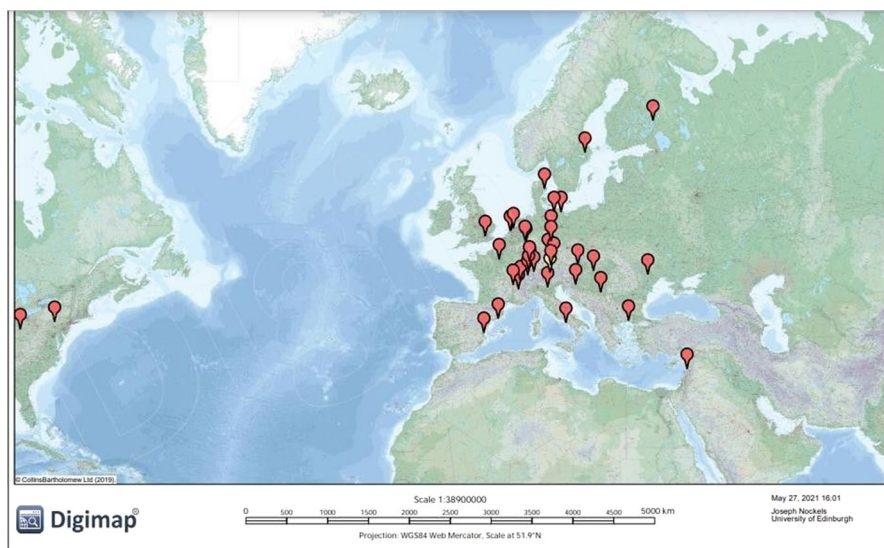 © CollinsBartholomew Ltd (2019).
Digimap®
Scale 1:38900000
0 500 1000 1500 2000 2500 3000 3500 4000 5000 km
Projection: WGS84 Web Mercator, Scale at 51.9°N
May 27, 2021 16:01
Joseph Nockels
University of Edinburgh